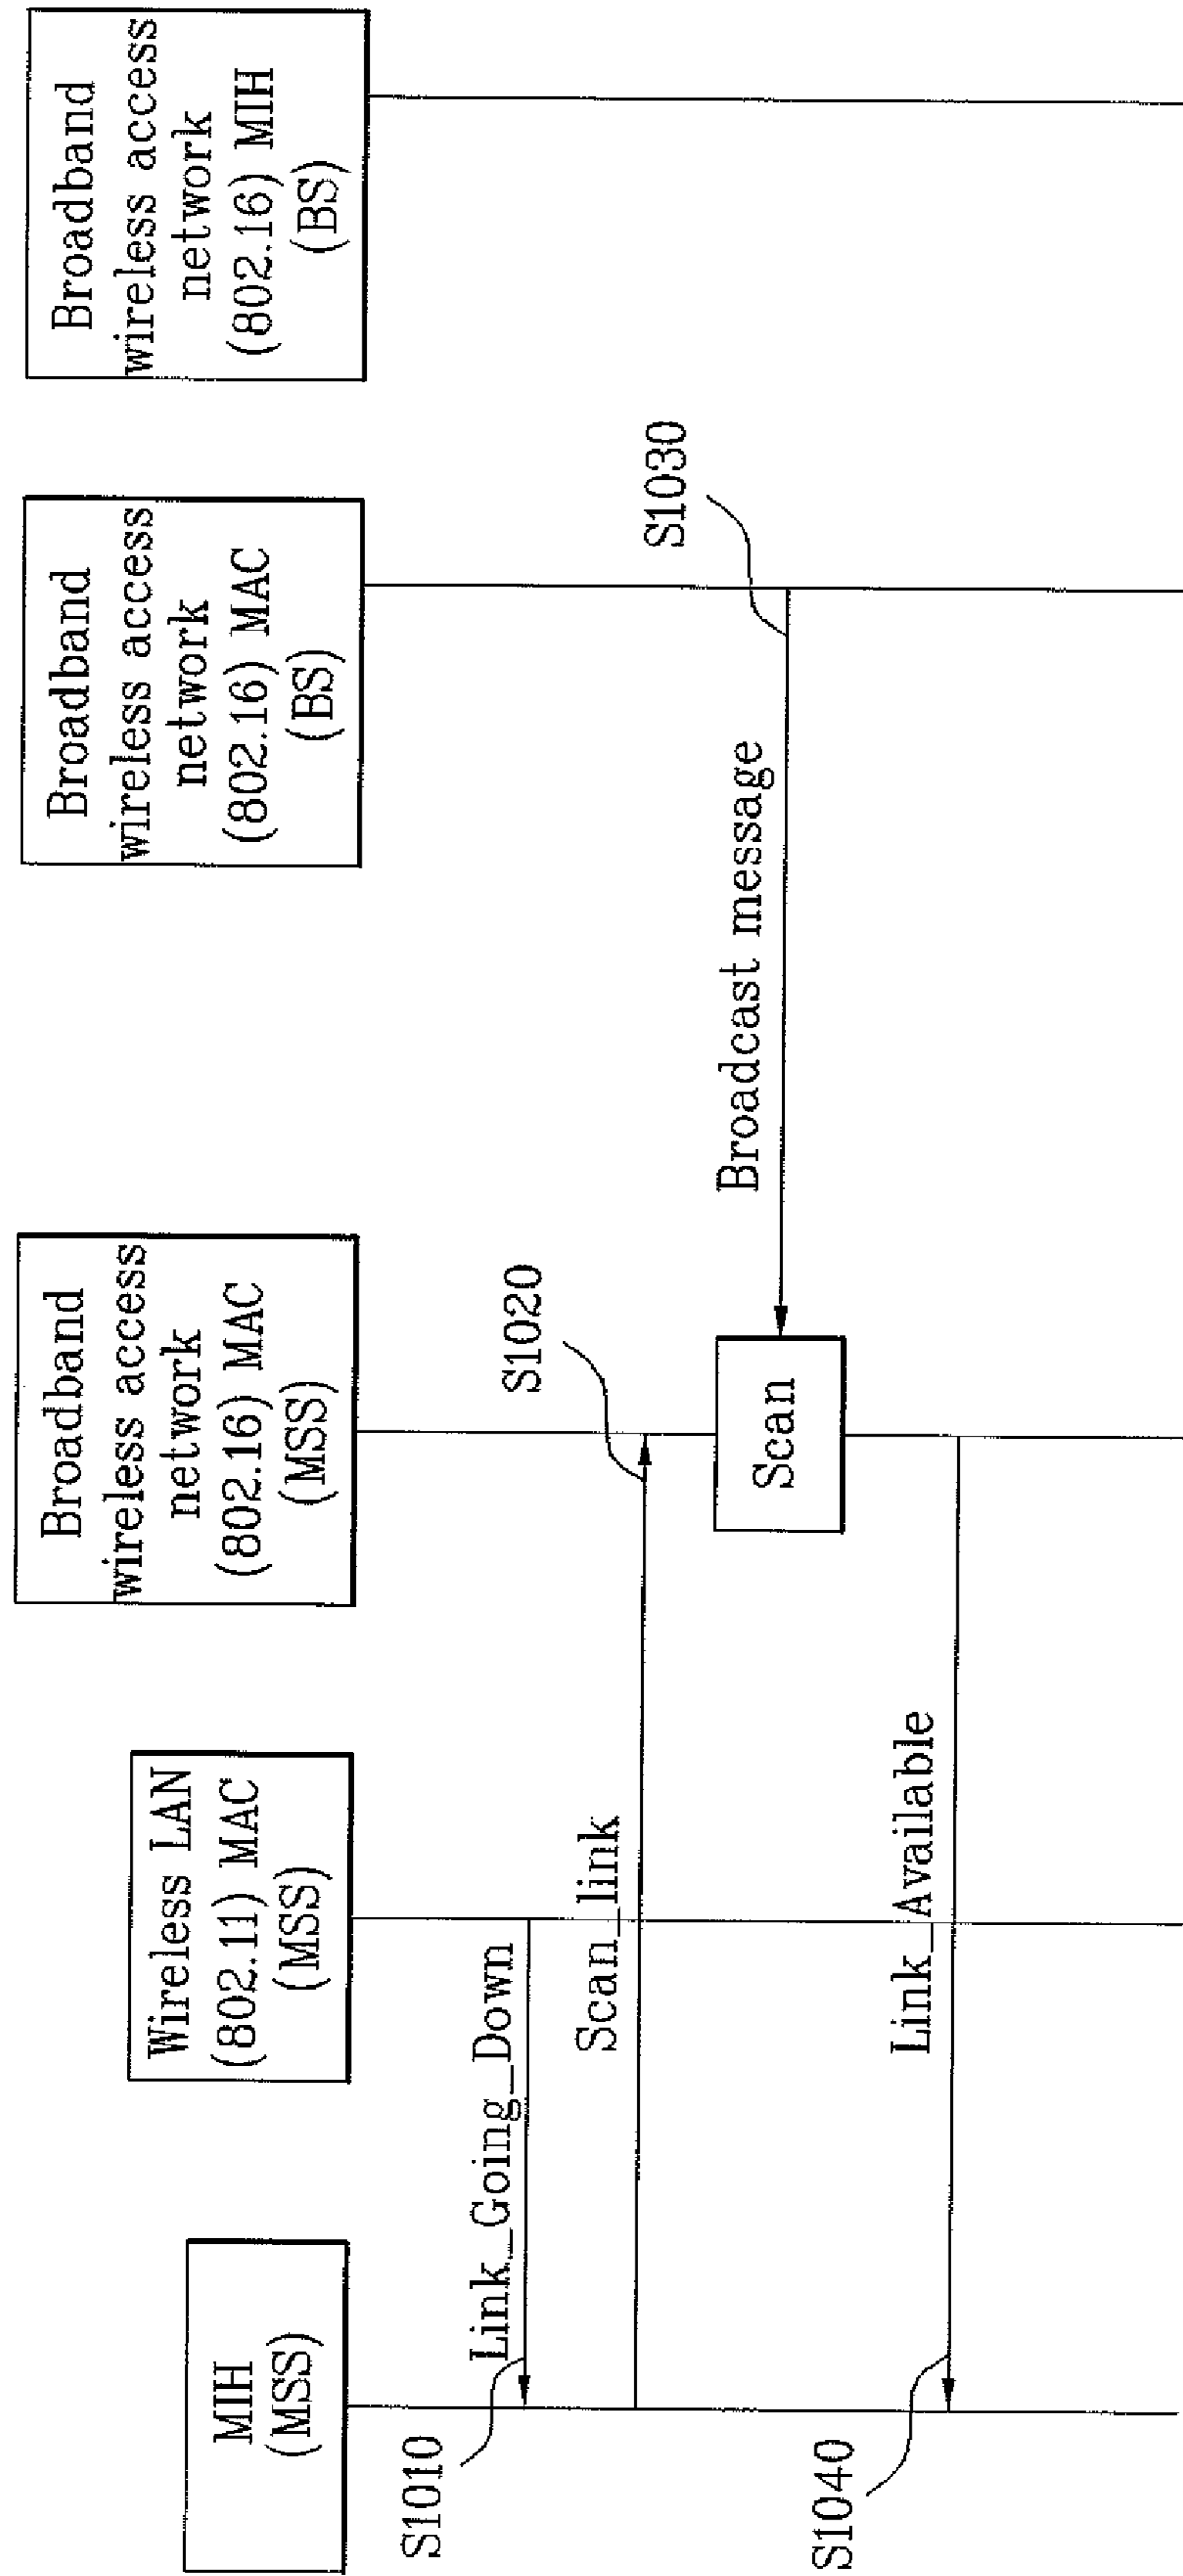 MIH
(MSS)
Wireless LAN
(802.11) MAC
(MSS)
Broadband
wireless access
network
(802.16) MAC
(MSS)
Broadband
wireless access
network
(802.16) MAC
(BS)
Broadband
wireless access
network
(802.16) MIH
(BS)
S1010
Link_Going_Down
Scan_link
S1020
Scan
Broadcast message
S1030
S1040
Link_Available